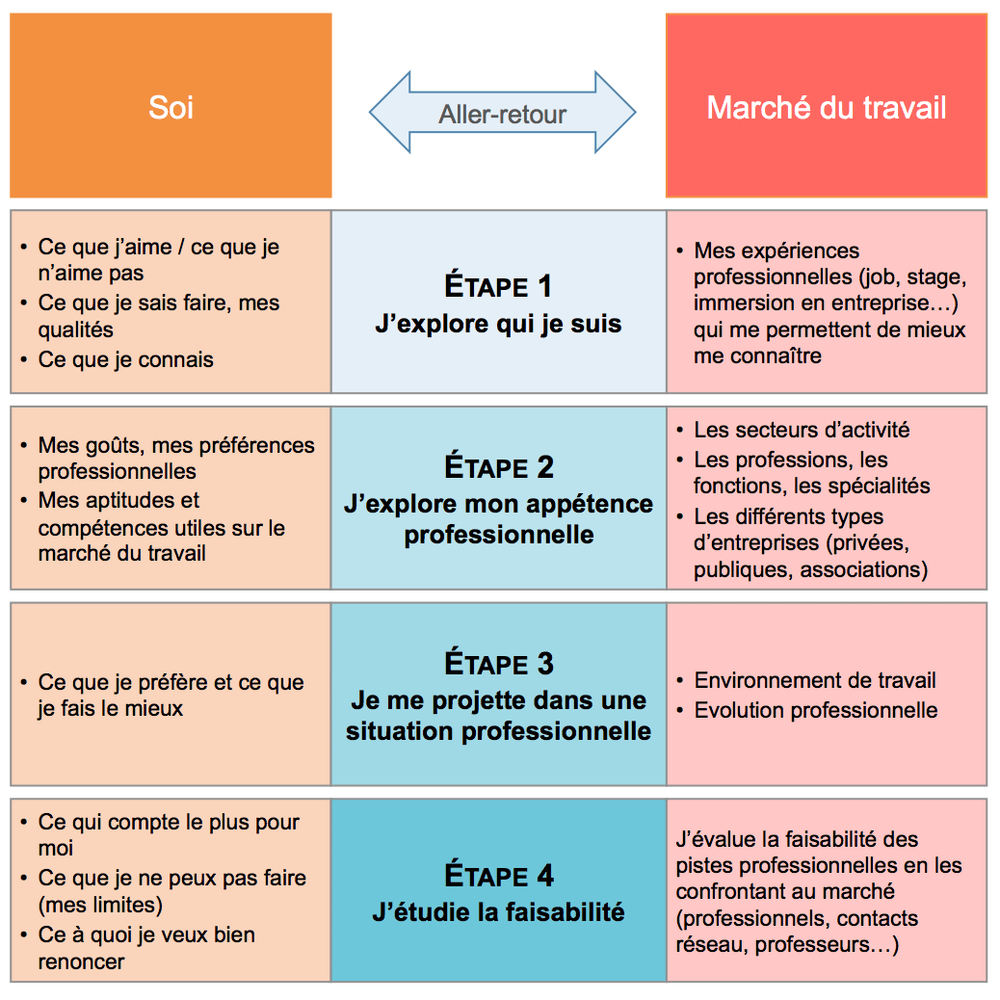 Soi
Aller-retour
Marché du travail
• Ce que j’aime / ce que je
n’aime pas
• Ce que je sais faire, mes
qualités
• Ce que je connais
ÉTAPE 1
J’explore qui je suis
• Mes expériences
professionnelles (job, stage,
immersion en entreprise…)
qui me permettent de mieux
me connaître
• Mes goûts, mes préférences
professionnelles
• Mes aptitudes et
compétences utiles sur le
marché du travail
ÉTAPE 2
J’explore mon appétence
professionnelle
• Les secteurs d’activité
• Les professions, les
fonctions, les spécialités
• Les différents types
d’entreprises (privées,
publiques, associations)
• Ce que je préfère et ce que
je fais le mieux
ÉTAPE 3
Je me projette dans une
situation professionnelle
• Environnement de travail
• Evolution professionnelle
• Ce qui compte le plus pour
moi
• Ce que je ne peux pas faire
(mes limites)
• Ce à quoi je veux bien
renoncer
ÉTAPE 4
J’étudie la faisabilité
J’évalue la faisabilité des
pistes professionnelles en les
confrontant au marché
(professionnels, contacts
réseau, professeurs…)